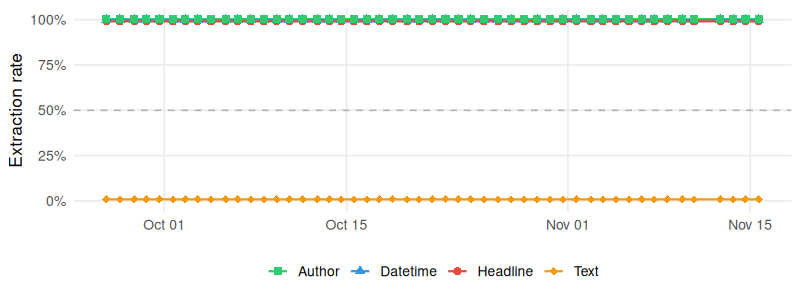 Extraction rate
100%
75%
50%
25%
0%
Oct 01 Oct 15 Nov 01 Nov 15
Author Datetime Headline Text